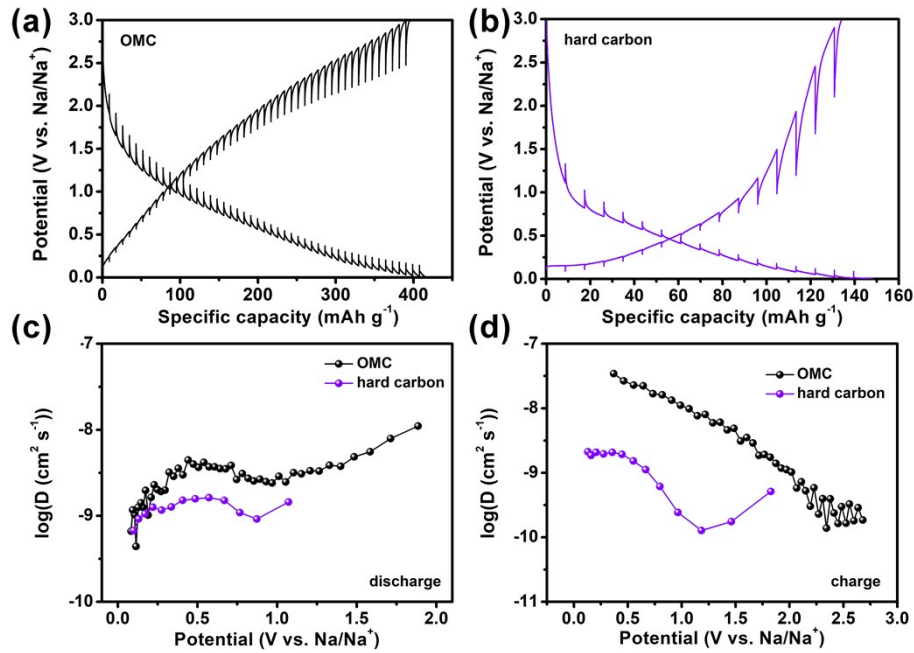 (a)
OMC
3.0
2.5
2.0
1.5
1.0
0.5
0.0
Potential (V vs. Na/Na⁺)
0 100 200 300 400
Specific capacity (mAh g⁻¹)
(b)
hard carbon
3.0
2.5
2.0
1.5
1.0
0.5
0.0
Potential (V vs. Na/Na⁺)
0 20 40 60 80 100 120 140 160
Specific capacity (mAh g⁻¹)
(c)
OMC
hard carbon
-7
-8
-9
-10
log(D (cm² s⁻¹))
discharge
0.0 0.5 1.0 1.5 2.0
Potential (V vs. Na/Na⁺)
(d)
OMC
hard carbon
-7
-8
-9
-10
-11
log(D (cm² s⁻¹))
charge
0.0 0.5 1.0 1.5 2.0 2.5 3.0
Potential (V vs. Na/Na⁺)